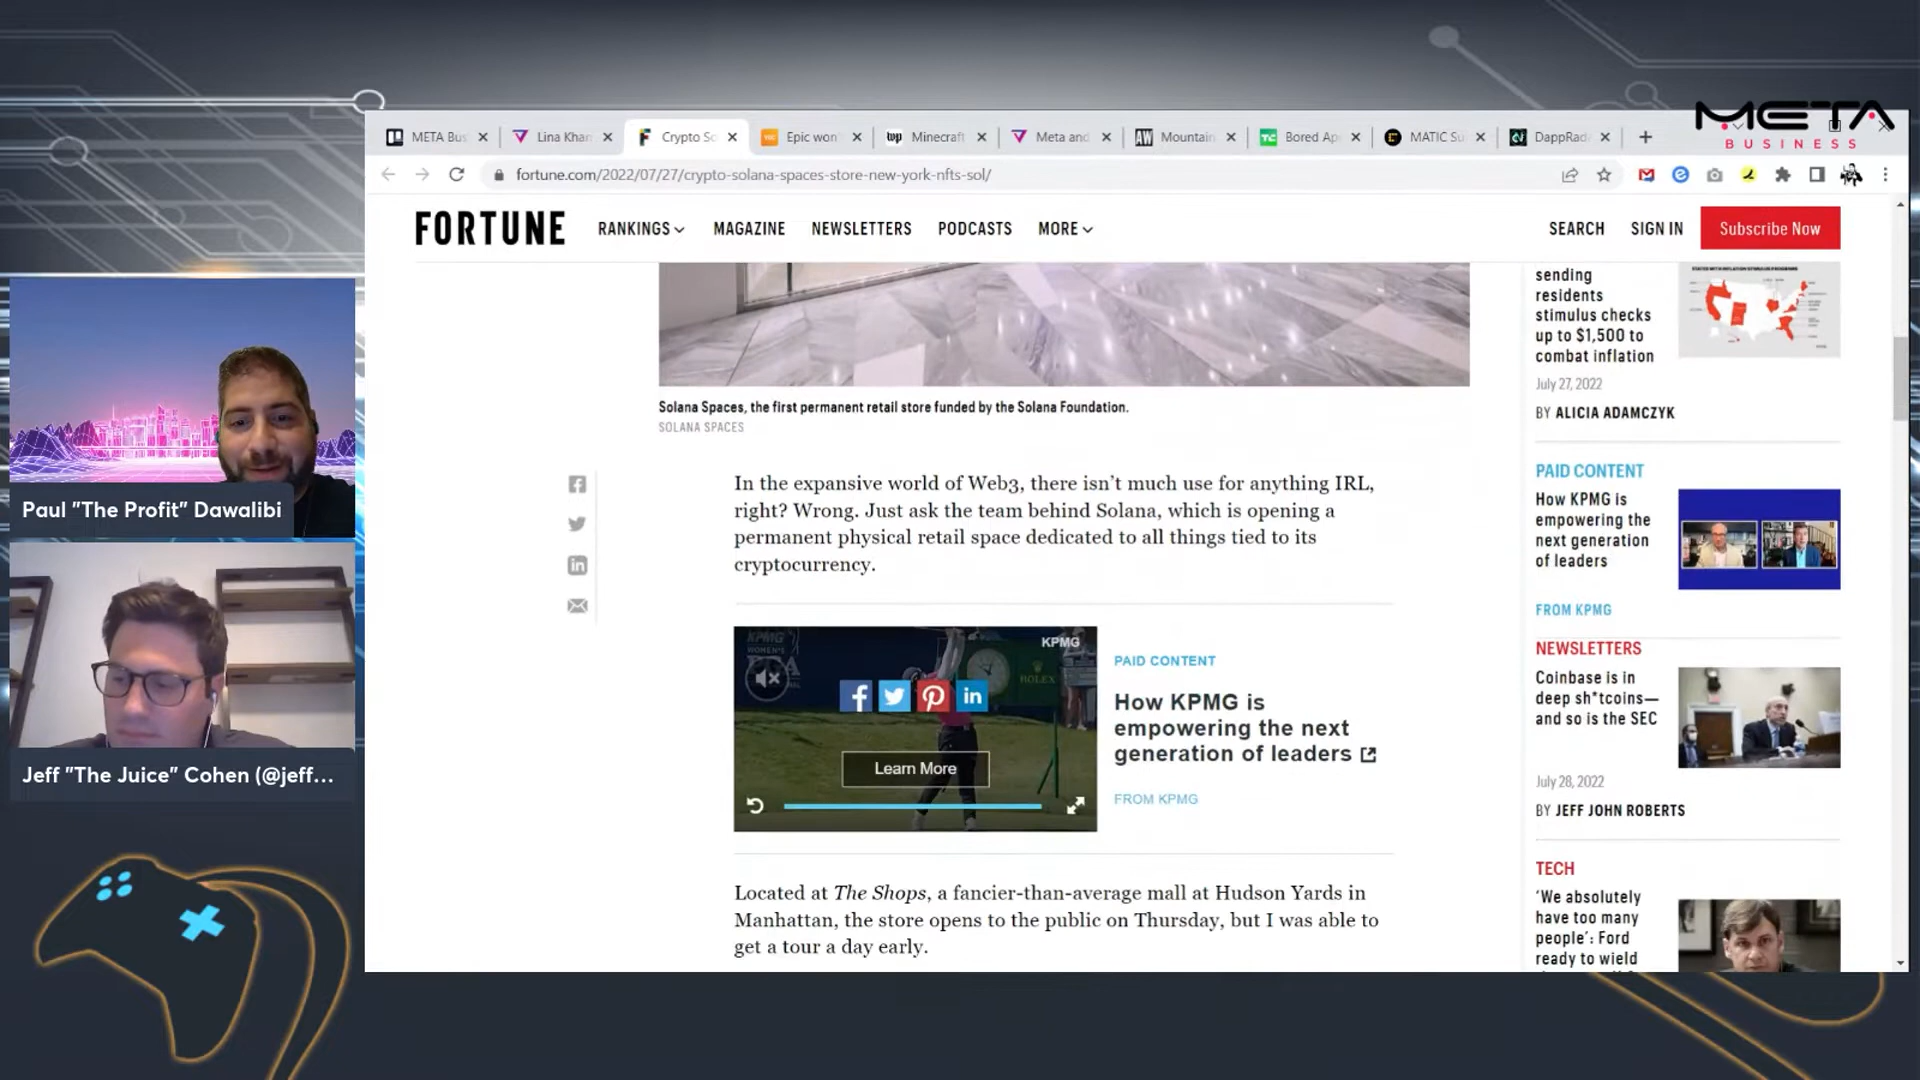 META
BUSINESS
META Bus
Lina Khan
Crypto So
Epic won'
Minecraft
Meta and
Mountain
Bored Ap
MATIC Su
DappRad
fortune.com/2022/07/27/crypto-solana-spaces-store-new-york-nfts-sol/
FORTUNE
RANKINGS
MAGAZINE
NEWSLETTERS
PODCASTS
MORE
SEARCH
SIGN IN
Subscribe Now
Solana Spaces, the first permanent retail store funded by the Solana Foundation.
SOLANA SPACES
In the expansive world of Web3, there isn't much use for anything IRL,
right? Wrong. Just ask the team behind Solana, which is opening a
permanent physical retail space dedicated to all things tied to its
cryptocurrency.
KPMG
WOMEN'S
KPMG
ROLEX
Learn More
PAID CONTENT
How KPMG is
empowering the next
generation of leaders
FROM KPMG
Located at The Shops, a fancier-than-average mall at Hudson Yards in
Manhattan, the store opens to the public on Thursday, but I was able to
get a tour a day early.
sending
residents
stimulus checks
up to $1,500 to
combat inflation
July 27, 2022
BY ALICIA ADAMCZYK
PAID CONTENT
How KPMG is
empowering the
next generation
of leaders
FROM KPMG
NEWSLETTERS
Coinbase is in
deep sh*tcoins—
and so is the SEC
July 28, 2022
BY JEFF JOHN ROBERTS
TECH
'We absolutely
have too many
people': Ford
ready to wield
Paul "The Profit" Dawalibi
Jeff "The Juice" Cohen (@jeff...